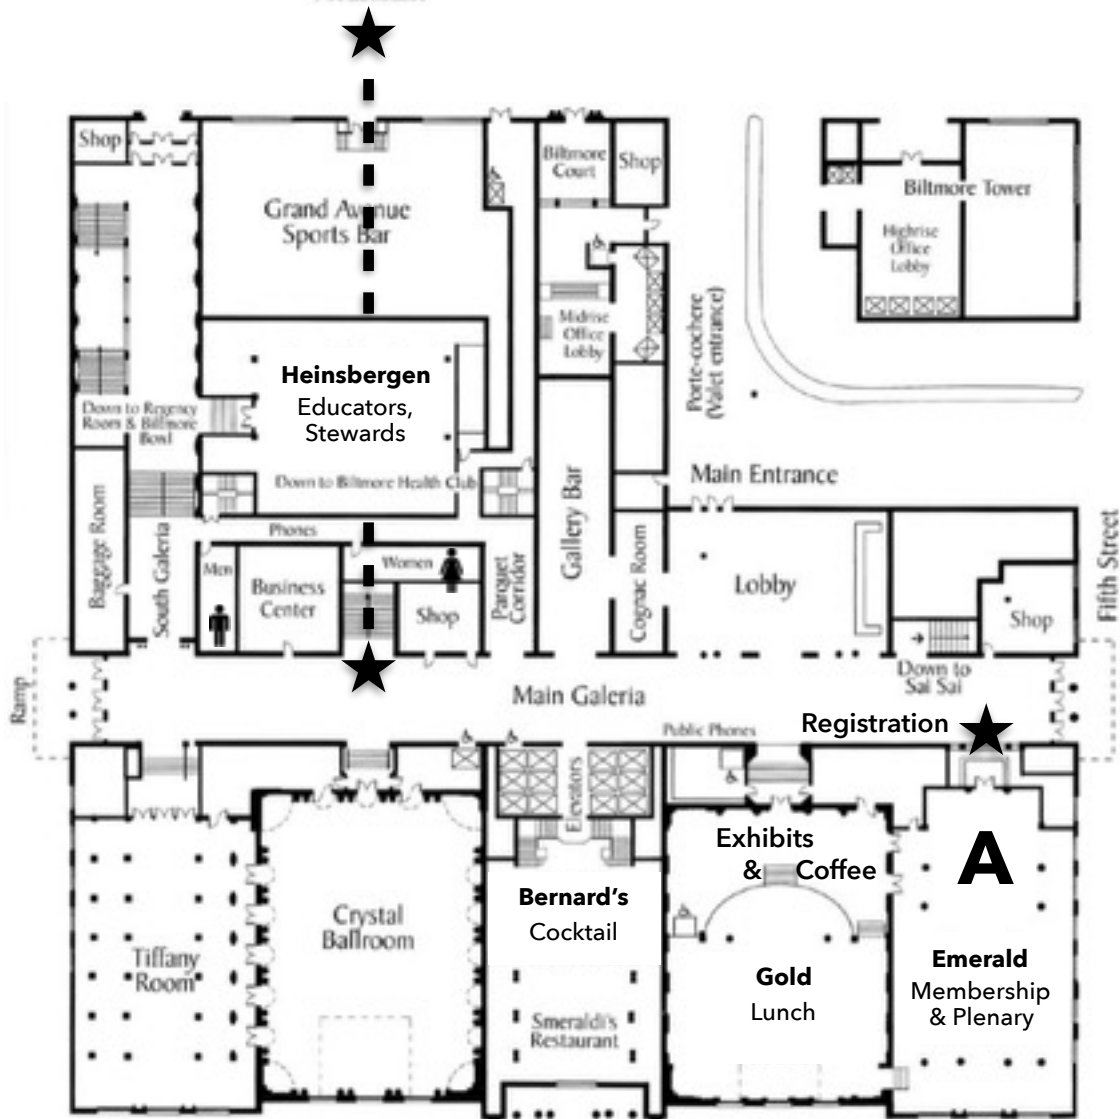 Shop
Biltmore
Court
Shop
Biltmore Tower
Grand Avenue
Sports Bar
Highrise
Office
Lobby
Midrise
Office
Lobby
Porte-cochere
(Valet entrance)
Heinsbergen
Educators,
Stewards
Down to Regency
Room & Biltmore
Bowl
Main Entrance
Down to Biltmore Health Club
Baggage Room
South Galeria
Phones
Men
Business
Center
Women
Shop
Parquet
Corridor
Gallery Bar
Cognac Room
Lobby
Shop
Fifth Street
Down to
Sai Sai
Ramp
Main Galeria
Public Phones
Registration
Elevators
Exhibits
& Coffee
A
Bernard's
Cocktail
Crystal
Ballroom
Tiffany
Room
Gold
Lunch
Emerald
Membership
& Plenary
Smeraldi's
Restaurant